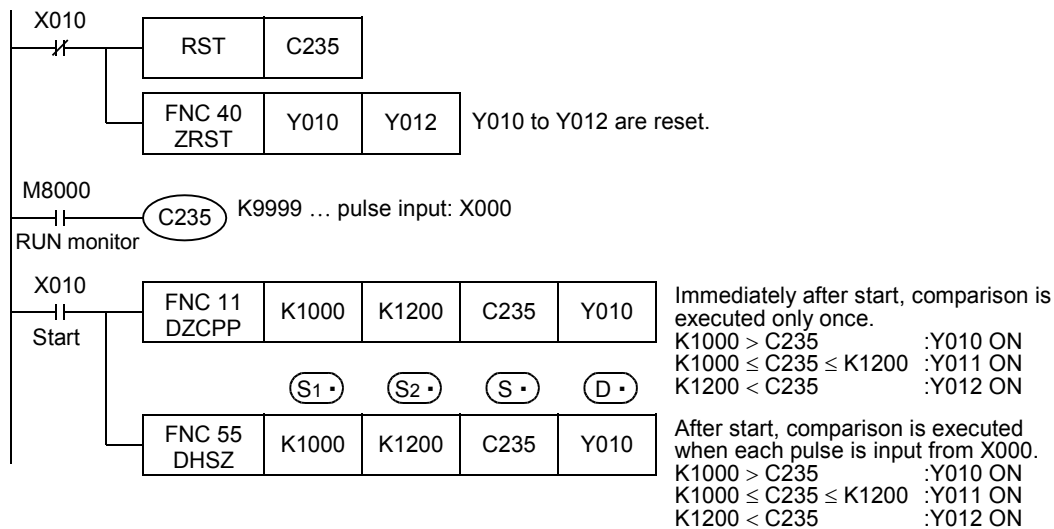 X010
RST C235
FNC 40 ZRST Y010 Y012 Y010 to Y012 are reset.
M8000
RUN monitor
C235 K9999 … pulse input: X000
X010
Start
FNC 11 DZCPP K1000 K1200 C235 Y010
Immediately after start, comparison is
executed only once.
K1000 > C235 :Y010 ON
K1000 ≤ C235 ≤ K1200 :Y011 ON
K1200 < C235 :Y012 ON
S1 · S2 · S · D ·
FNC 55 DHSZ K1000 K1200 C235 Y010
After start, comparison is executed
when each pulse is input from X000.
K1000 > C235 :Y010 ON
K1000 ≤ C235 ≤ K1200 :Y011 ON
K1200 < C235 :Y012 ON